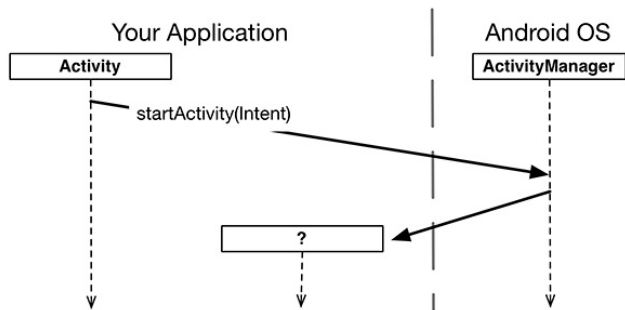 Your Application
Android OS
Activity
ActivityManager
startActivity(Intent)
?